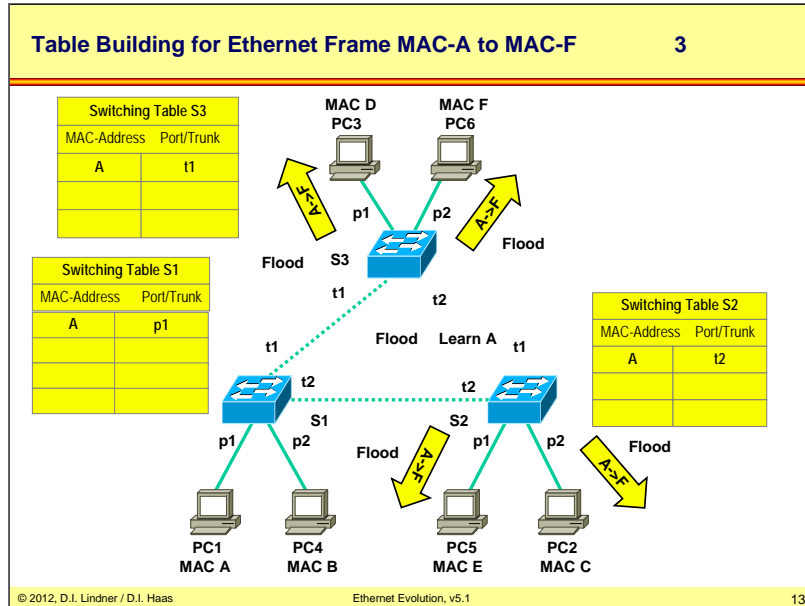 Table Building for Ethernet Frame MAC-A to MAC-F 3
Switching Table S3
MAC-Address Port/Trunk
A t1
MAC D
PC3
MAC F
PC6
A->F
A->F
p1
p2
Flood
Flood
S3
t1
t2
Switching Table S1
MAC-Address Port/Trunk
A p1
Switching Table S2
MAC-Address Port/Trunk
A t2
Flood Learn A
t1
t1
t2
t2
S1
S2
p1
p2
p1
p2
Flood
Flood
A->F
A->F
PC1
MAC A
PC4
MAC B
PC5
MAC E
PC2
MAC C
© 2012, D.I. Lindner / D.I. Haas
Ethernet Evolution, v5.1
13